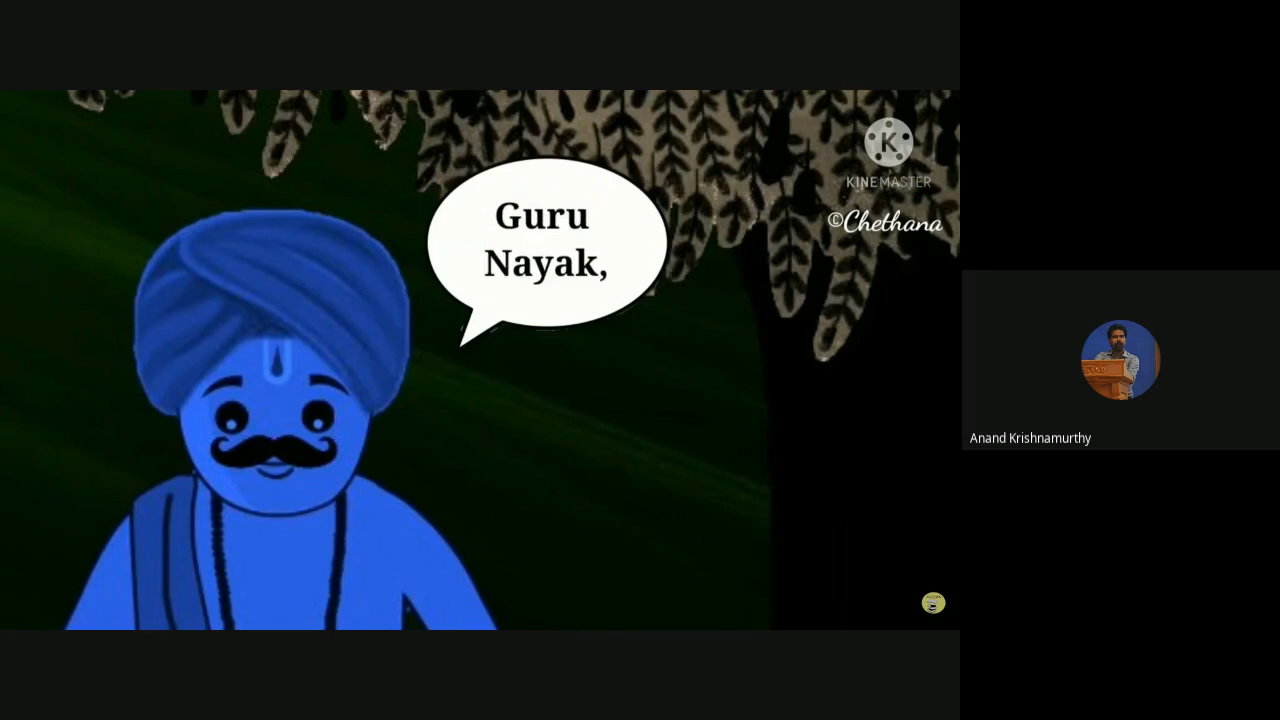 Guru
Nayak,
K
KINEMASTER
©Chethana
Anand Krishnamurthy